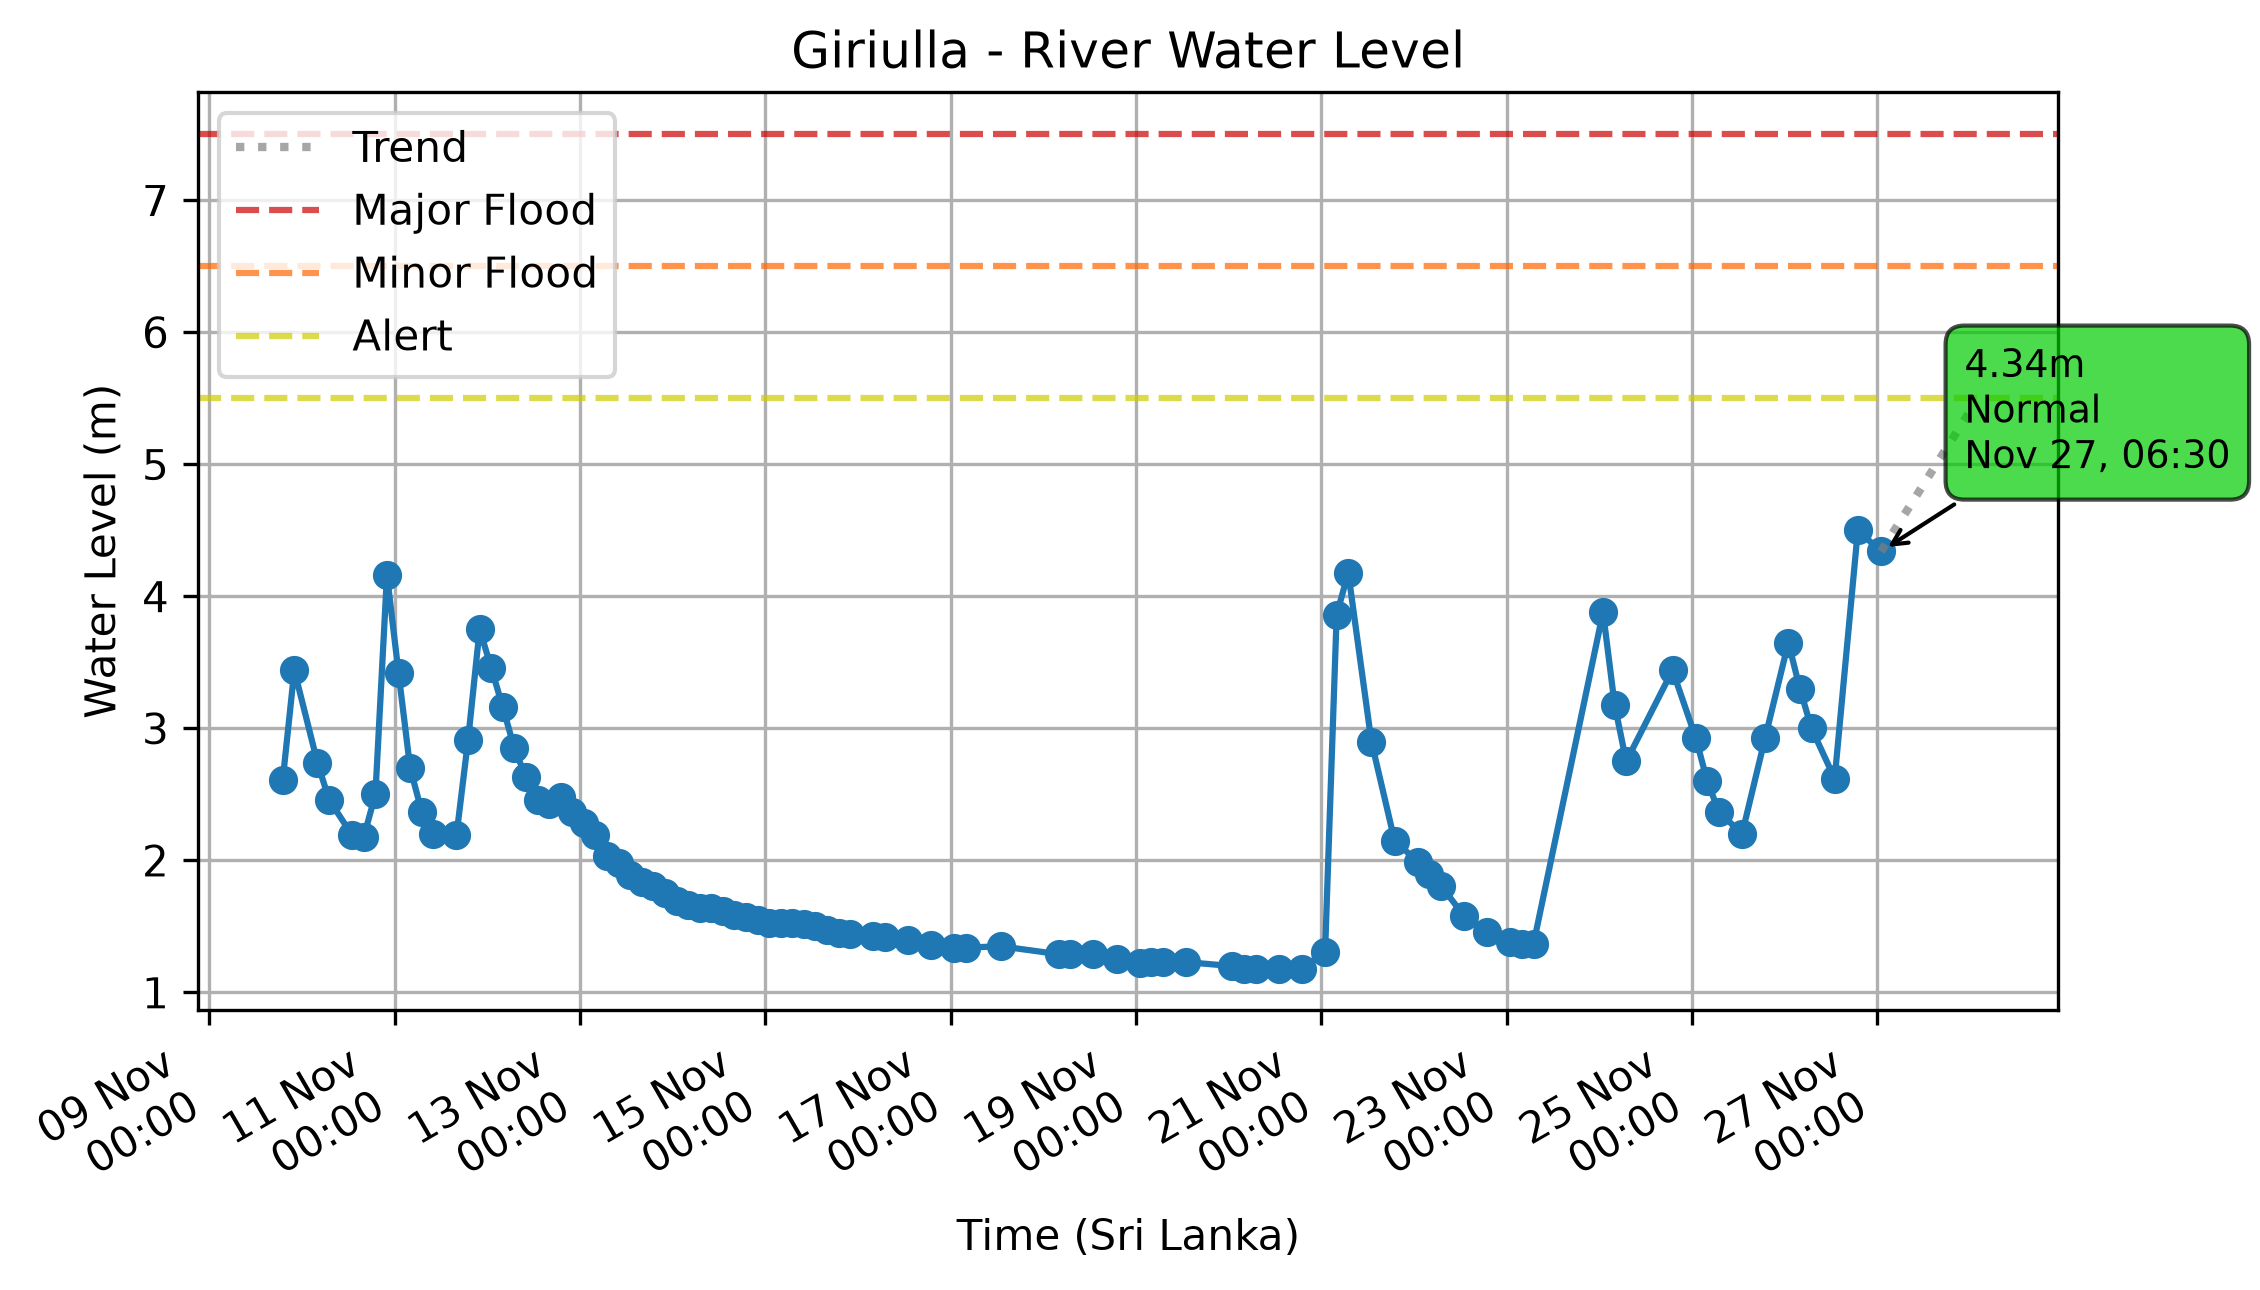 Giriulla - River Water Level
Trend
Major Flood
Minor Flood
Alert
4.34m
Normal
Nov 27, 06:30
Water Level (m)
7
6
5
4
3
2
1
09 Nov
00:00
11 Nov
00:00
13 Nov
00:00
15 Nov
00:00
17 Nov
00:00
19 Nov
00:00
21 Nov
00:00
23 Nov
00:00
25 Nov
00:00
27 Nov
00:00
Time (Sri Lanka)